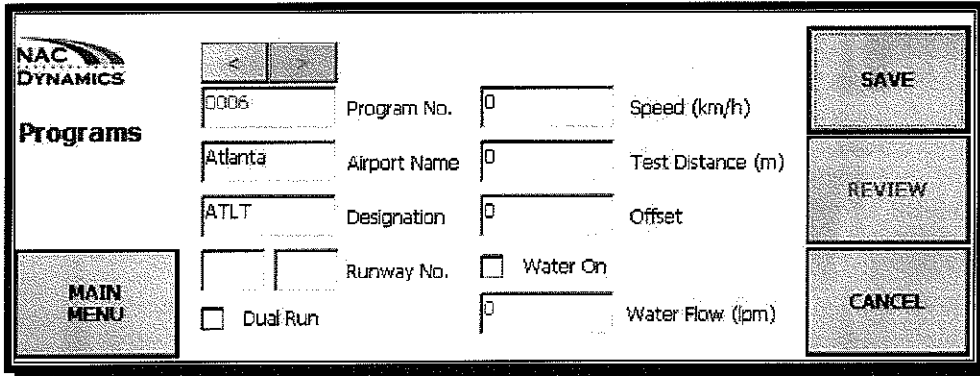 NAC
DYNAMICS
Programs
MAIN
MENU
< >
0006 Program No.
Atlanta Airport Name
ATLT Designation
Runway No.
Dual Run
0 Speed (km/h)
0 Test Distance (m)
0 Offset
Water On
0 Water Flow (lpm)
SAVE
REVIEW
CANCEL